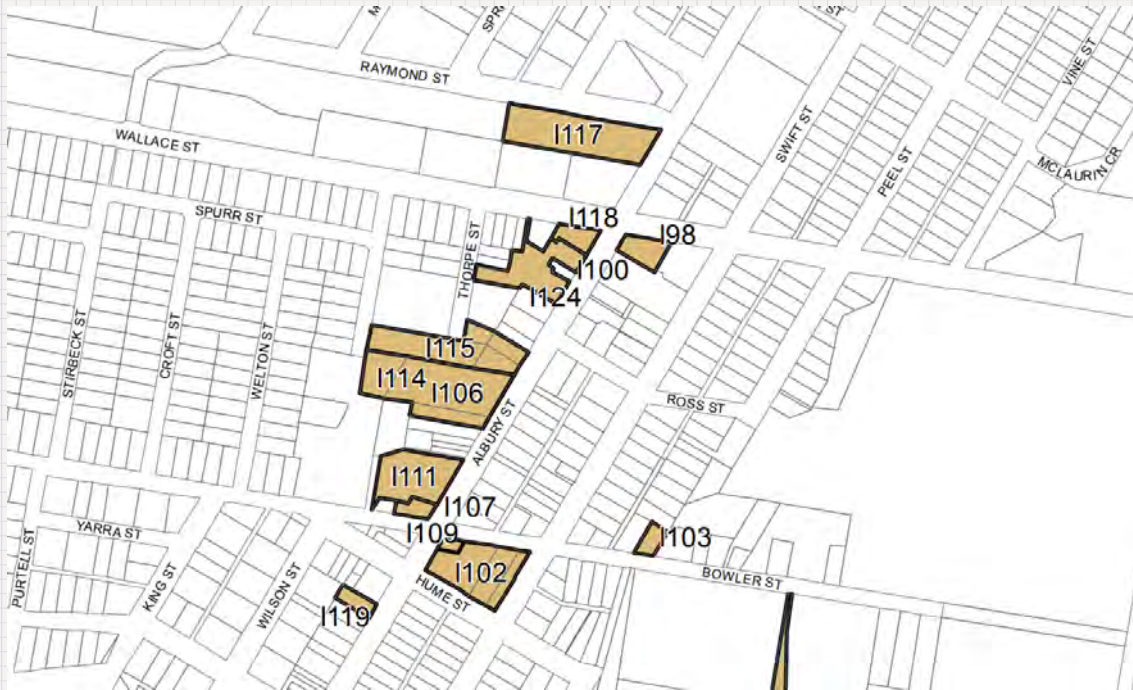 RAYMOND ST
WALLACE ST
SPURR ST
THORPE ST
STIRBECK ST
CROFT ST
WELTON ST
SWIFT ST
PEEL ST
VINE ST
MCLAURIN CR
I117
I118
I98
I100
I124
I115
I114
I106
ROSS ST
ALBURY ST
I111
I107
I109
I103
I102
BOWLER ST
HUME ST
I119
YARRA ST
PURTELL ST
KING ST
WILSON ST